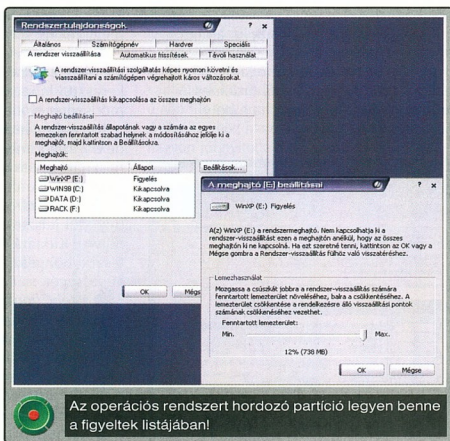 Rendszertulajdonságok
Általános
Számítógépnév
Hardver
Speciális
A rendszer visszaállítása
Automatikus frissítések
Távoli használat
A rendszer-visszaállítási szolgáltatás képes nyomon követni és
visszaállítani a számítógépen végrehajtott káros változásokat.
A rendszer-visszaállítás kikapcsolása az összes meghajtón
Meghajtó beállításai
A rendszer-visszaállítás állapotának vagy a számára az egyes
lemezeken fenntartott szabad helynek a módosításához jelölje ki a
meghajtót, majd kattintson a Beállításokra.
Meghajtók:
Meghajtó Állapot
WinXP (E:) Figyelés
WIN98 (C:) Kikapcsolva
DATA (D:) Kikapcsolva
RACK (F:) Kikapcsolva
Beállítások...
OK
Mégs
A meghajtó (E) beállításai
WinXP (E:) Figyelés
A(z) WinXP (E:) a rendszermeghajtó. Nem kapcsolhatja ki a
rendszer-visszaállítást ezen a meghajtón anélkül, hogy az összes
meghajtón ki ne kapcsolná. Ha ezt szeretné tenni, kattintson az OK vagy a
Mégse gombra a Rendszer-visszaállítás fülhöz való visszatéréshez.
Lemezhasználat
Mozgassa a csúszkát jobbra a rendszer-visszaállítás számára
fenntartott lemezterület növeléséhez, balra a csökkentéséhez. A
lemezterület csökkentése a rendelkezésre álló visszaállítási pontok
számának csökkenéséhez vezethet.
Fenntartott lemezterület:
Min. Max.
12% (738 MB)
OK Mégse
Az operációs rendszert hordozó partíció legyen benne
a figyeltek listájában!